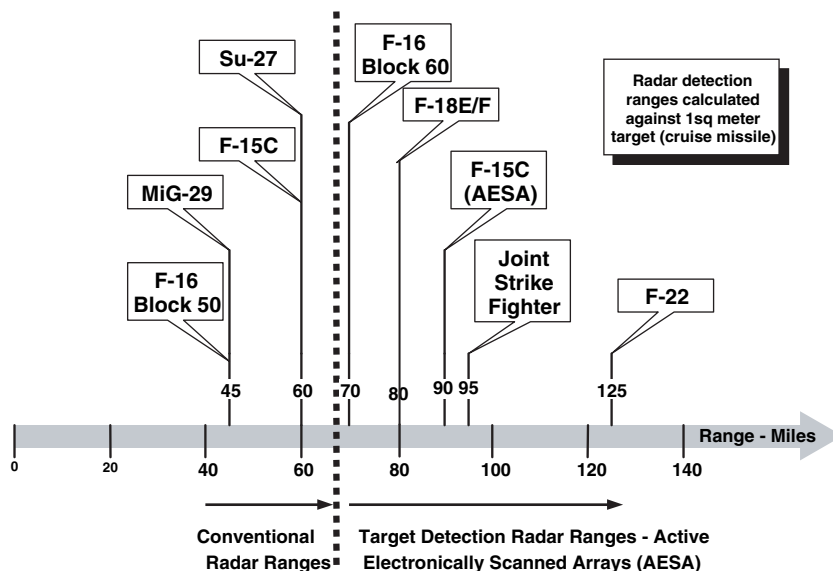 F-16
Block 60
Su-27
F-18E/F
Radar detection
ranges calculated
against 1sq meter
target (cruise missile)
F-15C
F-15C
(AESA)
MiG-29
Joint
Strike
Fighter
F-16
Block 50
F-22
45
60
70
80
90
95
125
Range - Miles
0
20
40
60
80
100
120
140
Conventional
Radar Ranges
Target Detection Radar Ranges - Active
Electronically Scanned Arrays (AESA)